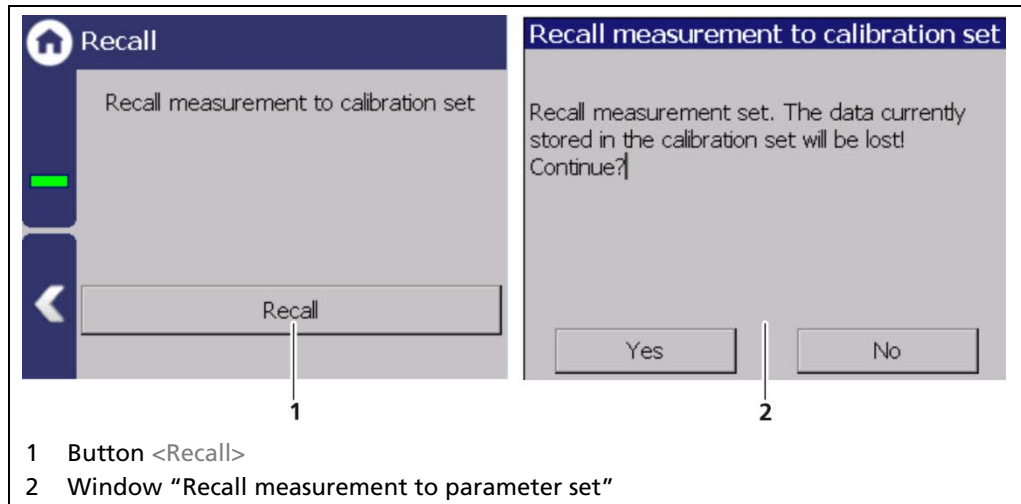 Recall
Recall measurement to calibration set
Recall
1
Recall measurement to calibration set
Recall measurement set. The data currently
stored in the calibration set will be lost!
Continue?
Yes
No
2
1 Button <Recall>
2 Window “Recall measurement to parameter set”